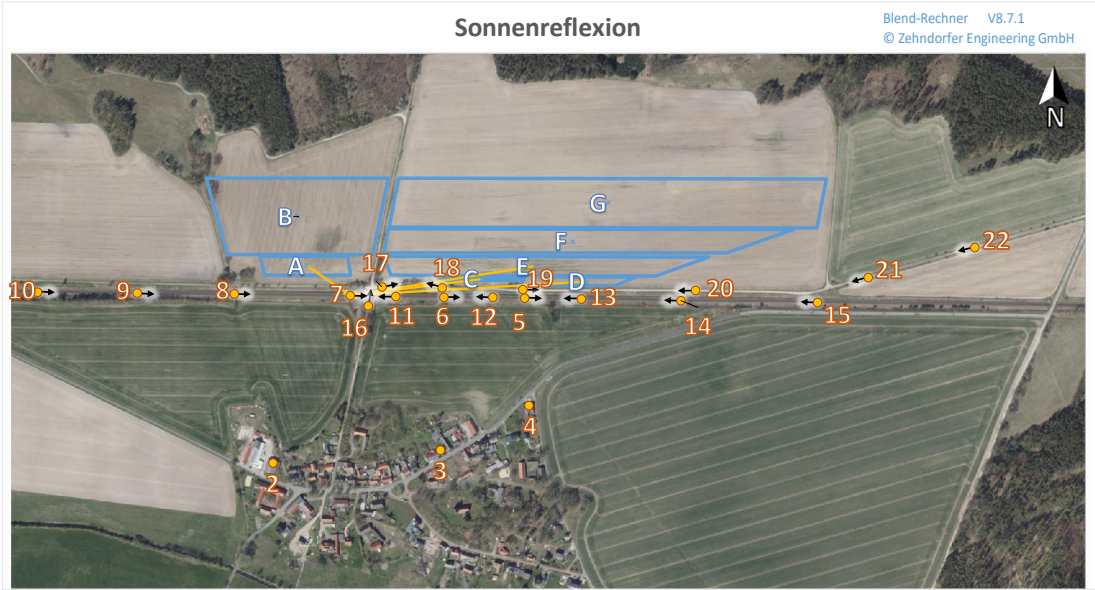 Sonnenreflexion
Blend-Rechner V8.7.1
© Zehndorfer Engineering GmbH
N
G
B
F
22
17
A
18
E
21
C
19
D
20
10
9
8
7
11
6
12
5
13
14
15
16
4
3
2